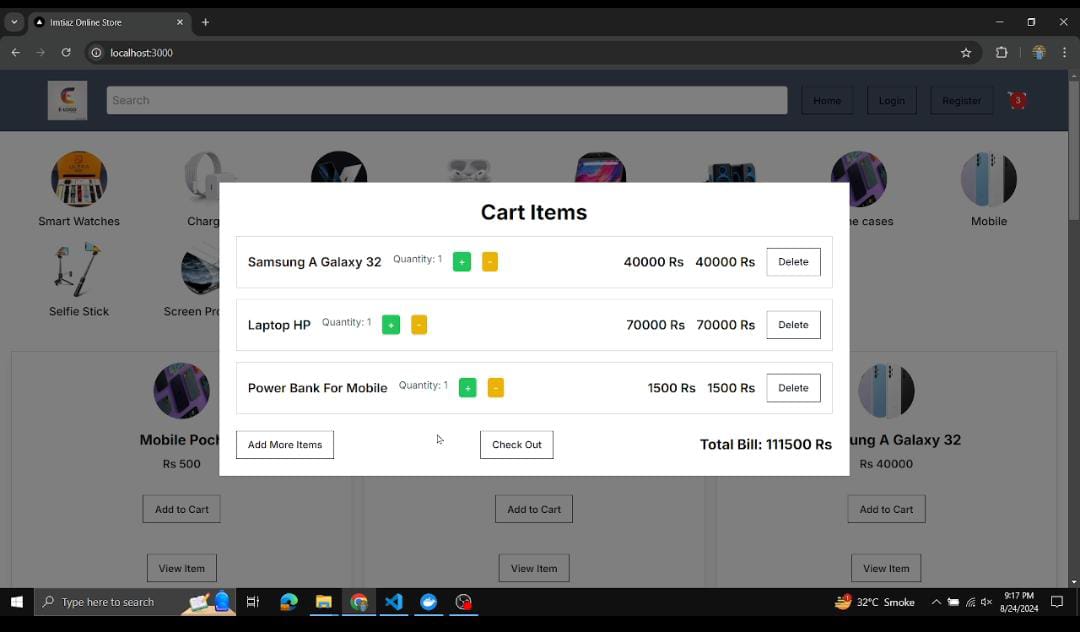 Imtiaz Online Store
localhost:3000
E-LOGO
Search
Home
Login
Register
3
Smart Watches
Charg
e cases
Mobile
Selfie Stick
Screen Pro
Cart Items
Samsung A Galaxy 32 Quantity: 1 + - 40000 Rs 40000 Rs Delete
Laptop HP Quantity: 1 + - 70000 Rs 70000 Rs Delete
Power Bank For Mobile Quantity: 1 + - 1500 Rs 1500 Rs Delete
Add More Items Check Out Total Bill: 111500 Rs
Mobile Poch
ung A Galaxy 32
Rs 500
Rs 40000
Add to Cart Add to Cart Add to Cart
View Item View Item View Item
Type here to search
32°C Smoke
9:17 PM
8/24/2024